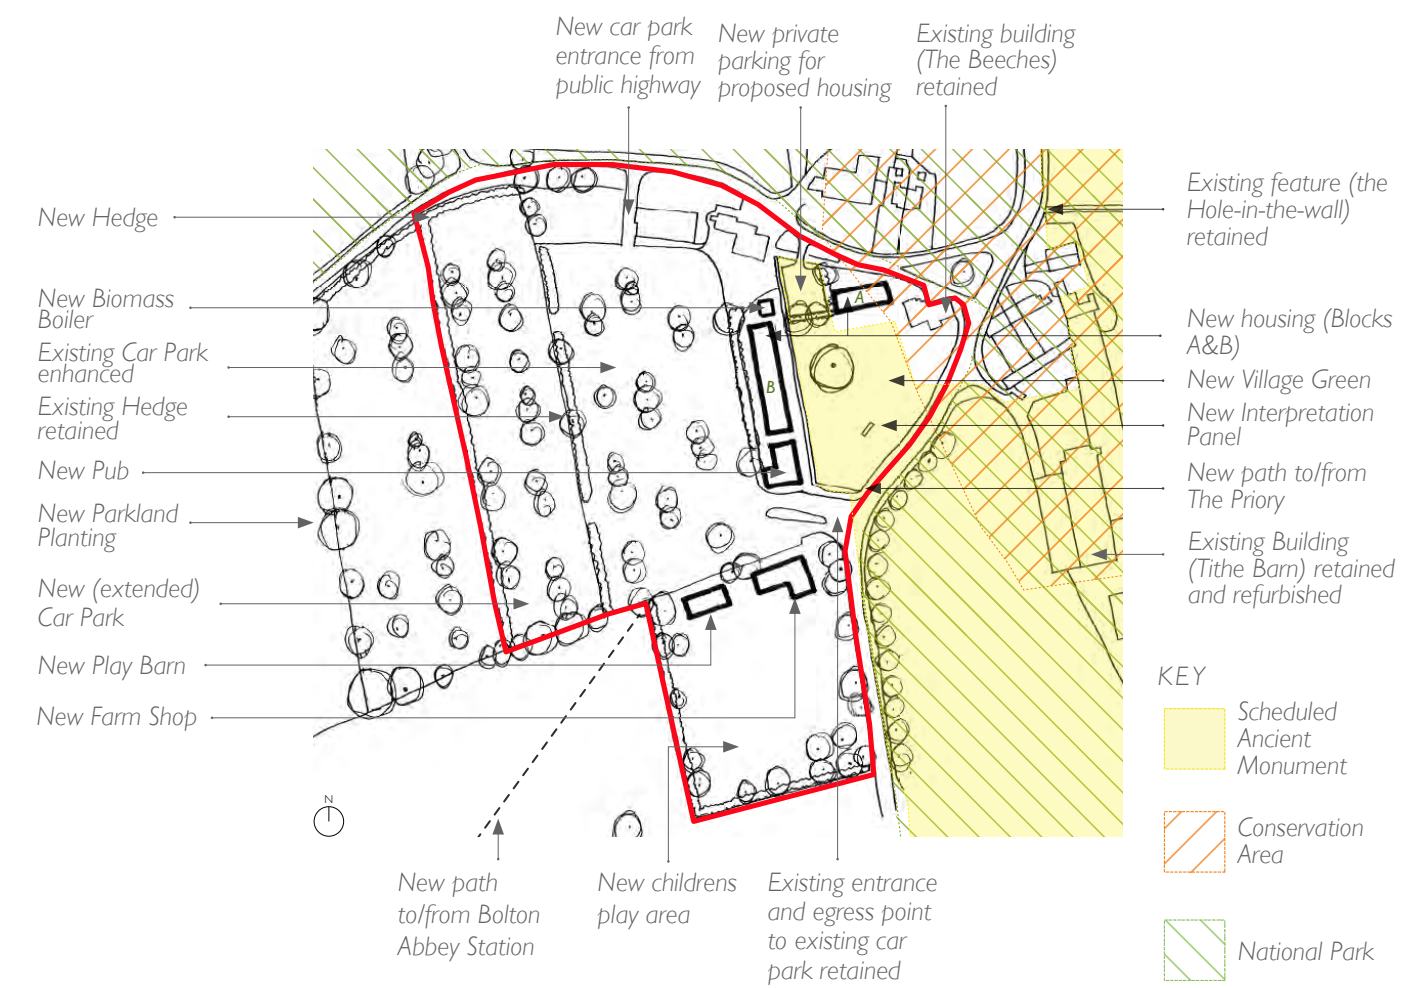 New car park
entrance from
public highway
New private
parking for
proposed housing
Existing building
(The Beeches)
retained
New Hedge
New Biomass
Boiler
Existing Car Park
enhanced
Existing Hedge
retained
New Pub
New Parkland
Planting
New (extended)
Car Park
New Play Barn
New Farm Shop
A
B
N
Existing feature (the
Hole-in-the-wall)
retained
New housing (Blocks
A&B)
New Village Green
New Interpretation
Panel
New path to/from
The Priory
Existing Building
(Tithe Barn) retained
and refurbished
KEY
Scheduled
Ancient
Monument
Conservation
Area
National Park
New path
to/from Bolton
Abbey Station
New childrens
play area
Existing entrance
and egress point
to existing car
park retained